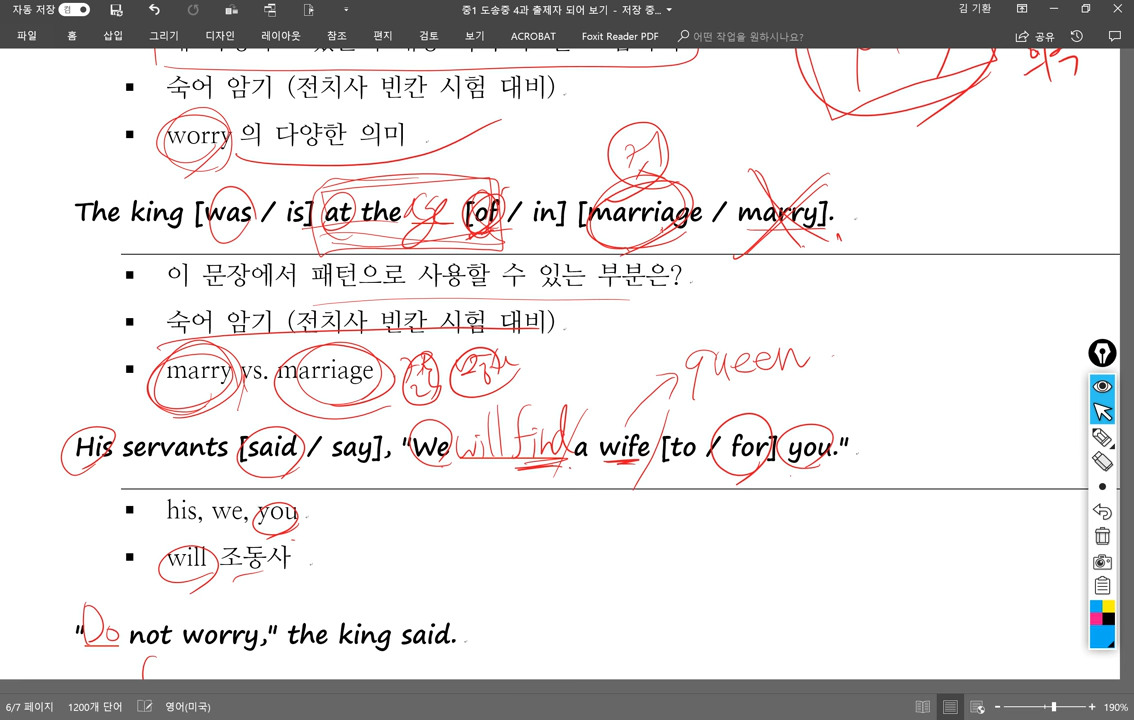 자동 저장 컴 중1 도송중 4과 출제자 되어 보기 - 저장 중... 김 기환
파일 홈 삽입 그리기 디자인 레이아웃 참조 편지 검토 보기 ACROBAT Foxit Reader PDF 어떤 작업을 원하시나요? 공유
숙어 암기 (전치사 빈칸 시험 대비)
worry 의 다양한 의미
The king [was / is] at the age [of / in] [marriage / marry].
이 문장에서 패턴으로 사용할 수 있는 부분은?
숙어 암기 (전치사 빈칸 시험 대비)
marry vs. marriage
queen
His servants [said / say], "We will find a wife [to / for] you."
his, we, you
will 조동사
"Do not worry," the king said.
6/7 페이지 1200개 단어 영어(미국) 190%